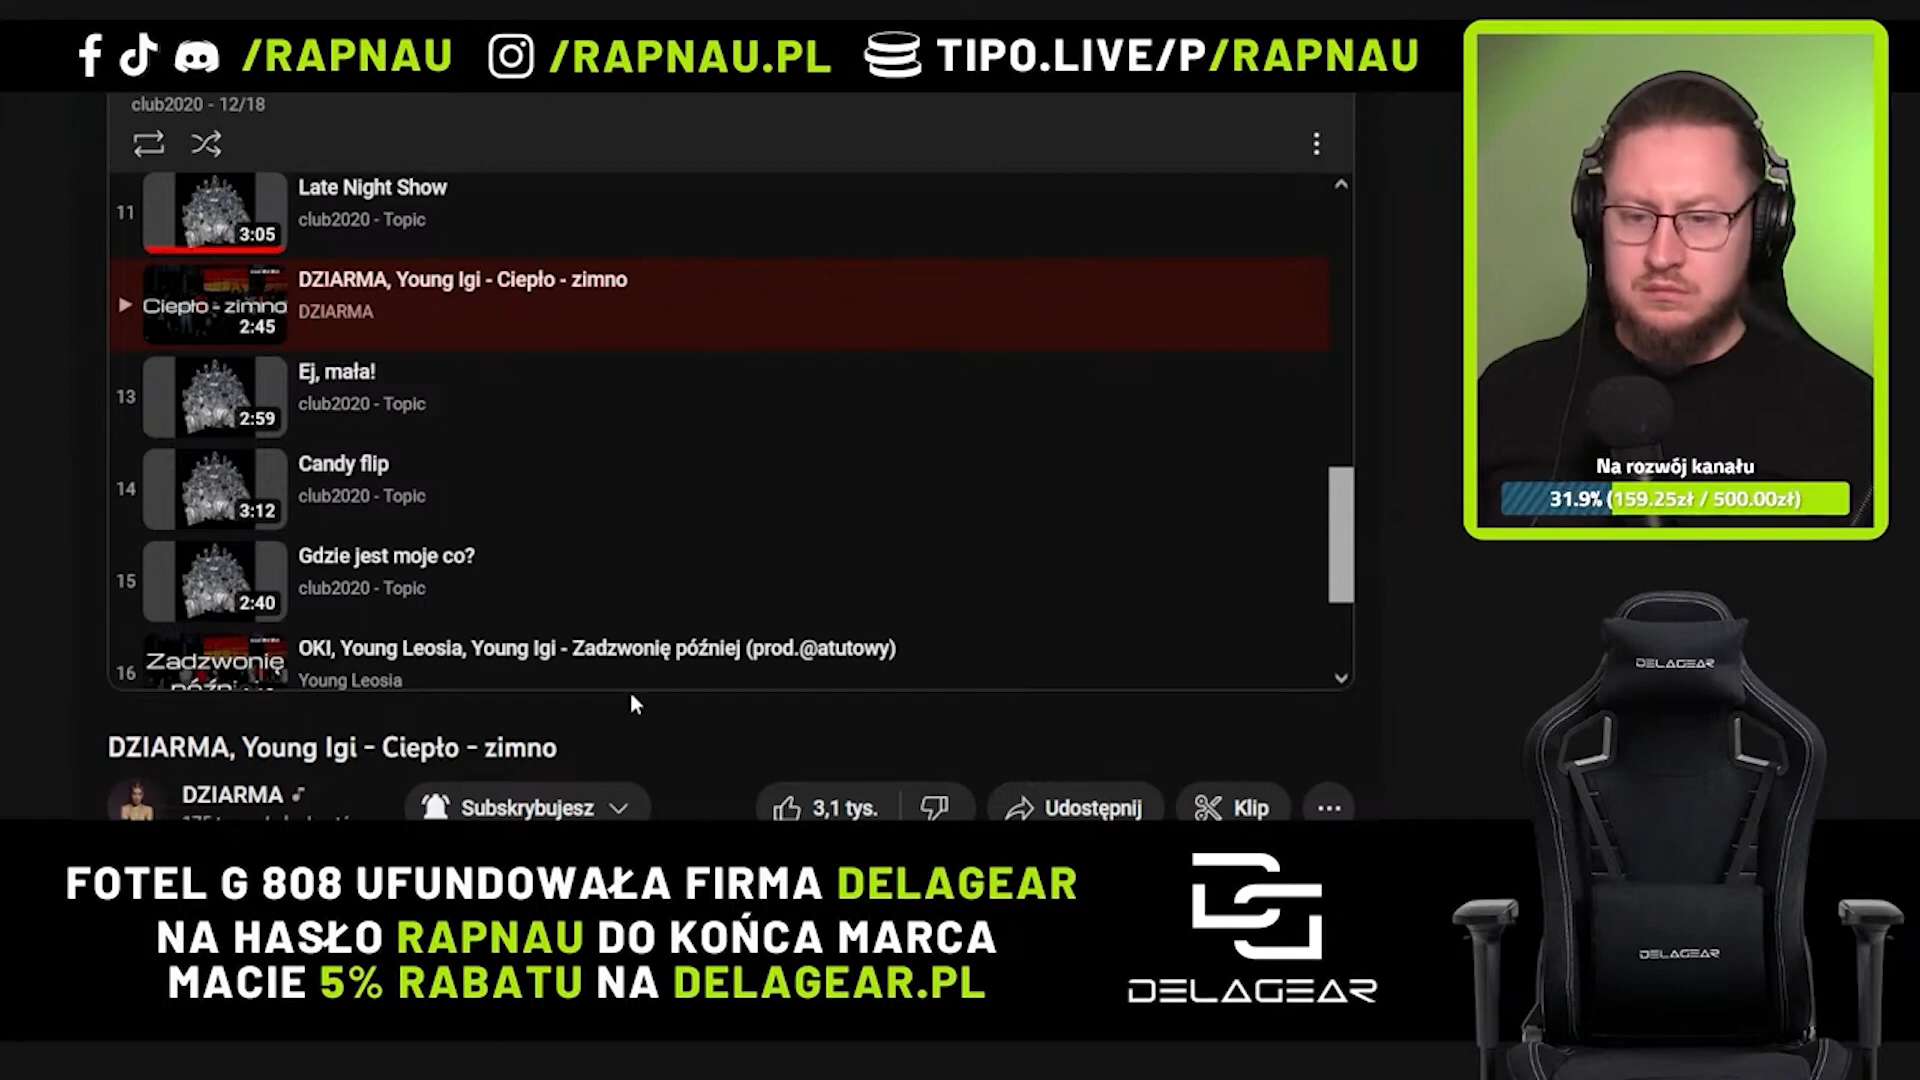 /RAPNAU /RAPNAU.PL TIPO.LIVE/P/RAPNAU
club2020 - 12/18
11
3:05
Late Night Show
club2020 - Topic
Ciepło - zimno
2:45
DZIARMA, Young Igi - Ciepło - zimno
DZIARMA
13
2:59
Ej, mała!
club2020 - Topic
14
3:12
Candy flip
club2020 - Topic
15
2:40
Gdzie jest moje co?
club2020 - Topic
16
Zadzwonię
OKI, Young Leosia, Young Igi - Zadzwonię później (prod.@atutowy)
Young Leosia
DZIARMA, Young Igi - Ciepło - zimno
DZIARMA
Subskrybujesz
3,1 tys.
Udostępnij
Klip
Na rozwój kanału
31.9% (159.25zł / 500.00zł)
FOTEL G 808 UFUNDOWAŁA FIRMA DELAGEAR
NA HASŁO RAPNAU DO KOŃCA MARCA
MACIE 5% RABATU NA DELAGEAR.PL
DELAGEAR
DELAGEAR
DELAGEAR